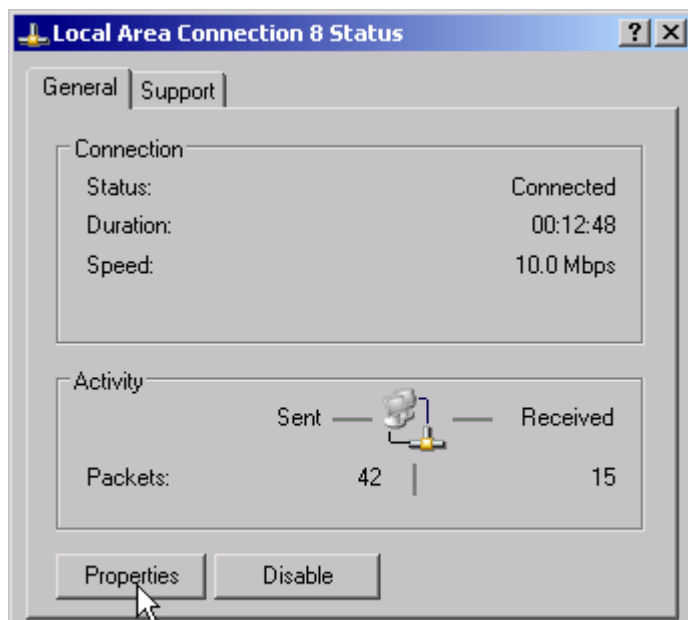 Local Area Connection 8 Status
General Support
Connection
Status: Connected
Duration: 00:12:48
Speed: 10.0 Mbps
Activity
Sent Received
Packets: 42 15
Properties Disable